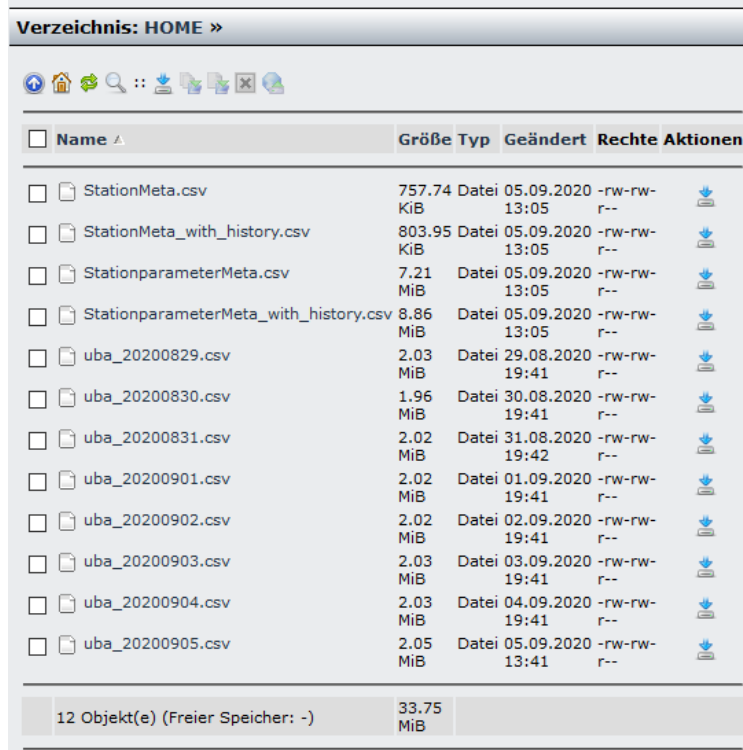 Verzeichnis: HOME »
Name Größe Typ Geändert Rechte Aktionen
StationMeta.csv 757.74 Datei 05.09.2020 -rw-rw-
KiB 13:05 r--
StationMeta_with_history.csv 803.95 Datei 05.09.2020 -rw-rw-
KiB 13:05 r--
StationparameterMeta.csv 7.21 Datei 05.09.2020 -rw-rw-
MiB 13:05 r--
StationparameterMeta_with_history.csv 8.86 Datei 05.09.2020 -rw-rw-
MiB 13:05 r--
uba_20200829.csv 2.03 Datei 29.08.2020 -rw-rw-
MiB 19:41 r--
uba_20200830.csv 1.96 Datei 30.08.2020 -rw-rw-
MiB 19:41 r--
uba_20200831.csv 2.02 Datei 31.08.2020 -rw-rw-
MiB 19:42 r--
uba_20200901.csv 2.02 Datei 01.09.2020 -rw-rw-
MiB 19:41 r--
uba_20200902.csv 2.02 Datei 02.09.2020 -rw-rw-
MiB 19:41 r--
uba_20200903.csv 2.03 Datei 03.09.2020 -rw-rw-
MiB 19:41 r--
uba_20200904.csv 2.03 Datei 04.09.2020 -rw-rw-
MiB 19:41 r--
uba_20200905.csv 2.05 Datei 05.09.2020 -rw-rw-
MiB 13:41 r--
12 Objekt(e) (Freier Speicher: -) 33.75
MiB